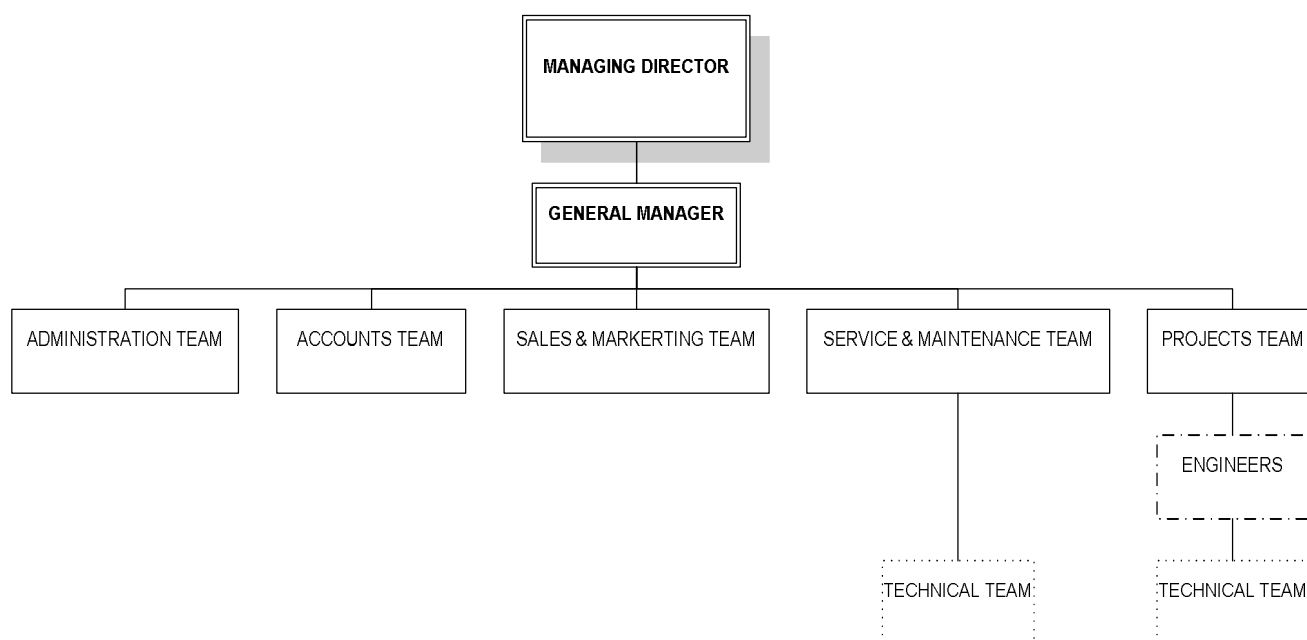 MANAGING DIRECTOR
GENERAL MANAGER
ADMINISTRATION TEAM
ACCOUNTS TEAM
SALES & MARKERTING TEAM
SERVICE & MAINTENANCE TEAM
PROJECTS TEAM
ENGINEERS
TECHNICAL TEAM
TECHNICAL TEAM